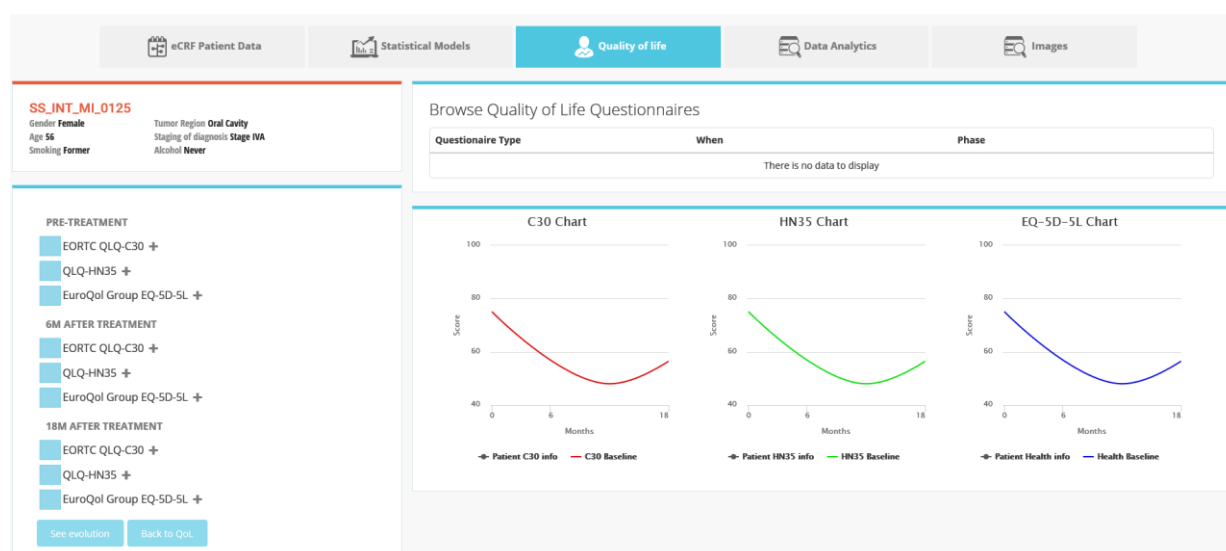 eCRF Patient Data
Statistical Models
Quality of life
Data Analytics
Images
SS_INT_MI_0125
Gender Female
Tumor Region Oral Cavity
Age 56
Staging of diagnosis Stage IVA
Smoking Former
Alcohol Never
PRE-TREATMENT
EORTC QLQ-C30 +
QLQ-HN35 +
EuroQol Group EQ-5D-5L +
6M AFTER TREATMENT
EORTC QLQ-C30 +
QLQ-HN35 +
EuroQol Group EQ-5D-5L +
18M AFTER TREATMENT
EORTC QLQ-C30 +
QLQ-HN35 +
EuroQol Group EQ-5D-5L +
See evolution
Back to QoL
Browse Quality of Life Questionnaires
Questionaire Type
When
Phase
There is no data to display
C30 Chart
100
80
60
40
Score
0
6
18
Months
Patient C30 info
C30 Baseline
HN35 Chart
100
80
60
40
Score
0
6
18
Months
Patient HN35 info
HN35 Baseline
EQ-5D-5L Chart
100
80
60
40
Score
0
6
18
Months
Patient Health info
Health Baseline